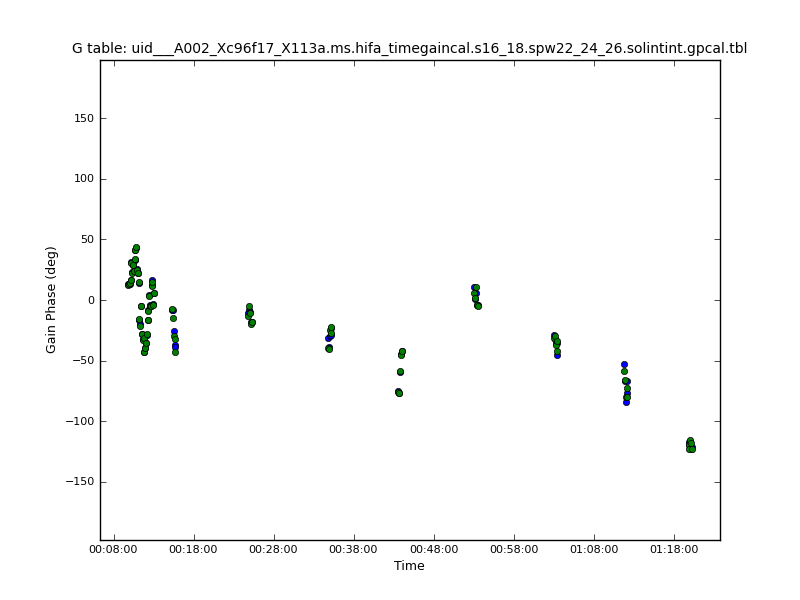 G table: uid___A002_Xc96f17_X113a.ms.hifa_timegaincal.s16_18.spw22_24_26.solintint.gpcal.tbl
150
100
50
0
−50
−100
−150
Gain Phase (deg)
00:08:00 00:18:00 00:28:00 00:38:00 00:48:00 00:58:00 01:08:00 01:18:00
Time